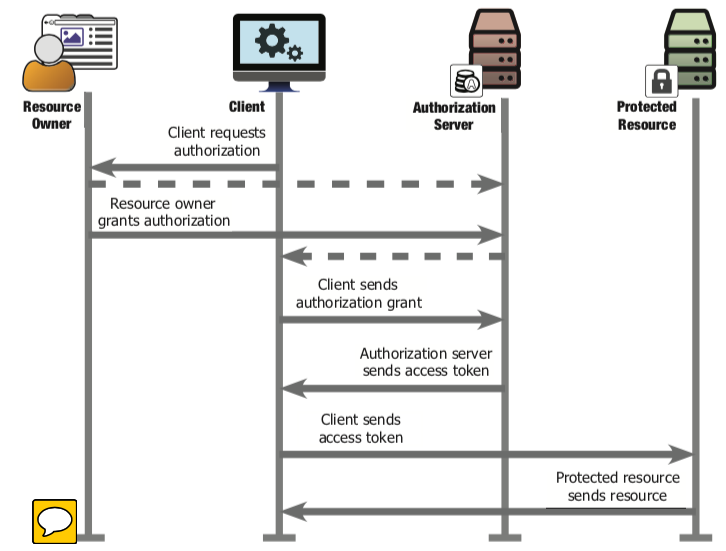 Resource
Owner
Client
Authorization
Server
Protected
Resource
Client requests
authorization
Resource owner
grants authorization
Client sends
authorization grant
Authorization server
sends access token
Client sends
access token
Protected resource
sends resource